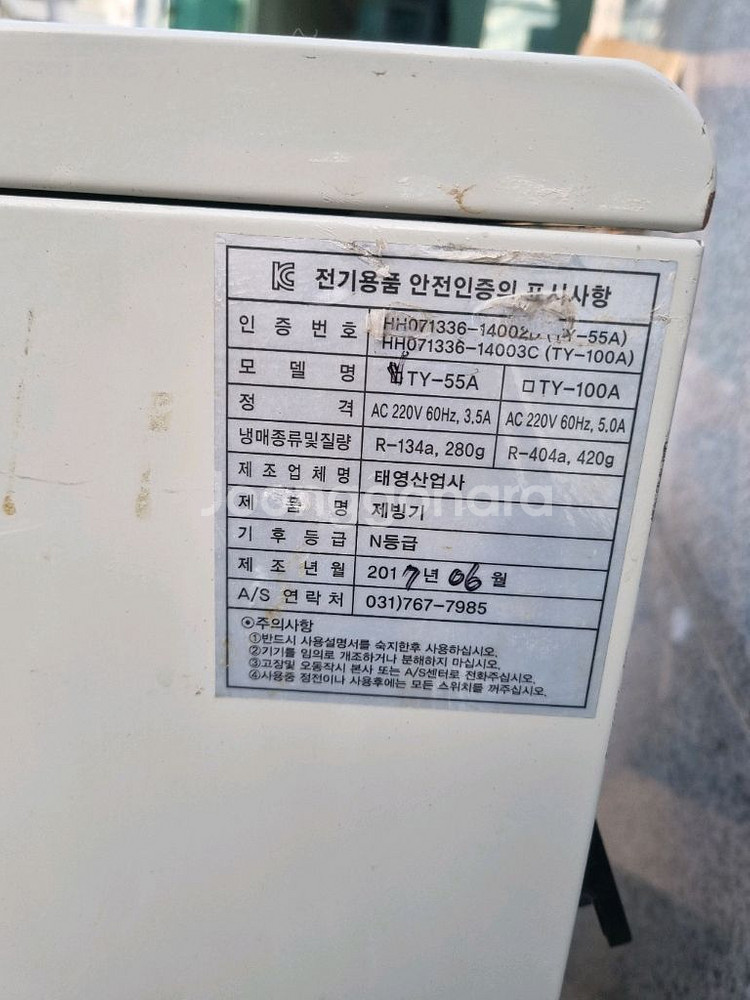 KC 전기용품 안전인증의 표시사항
인 증 번 호 HH071336-14002D (TY-55A)
HH071336-14003C (TY-100A)
모 델 명 TY-55A □ TY-100A
정 격 AC 220V 60Hz, 3.5A AC 220V 60Hz, 5.0A
냉매종류및질량 R-134a, 280g R-404a, 420g
제 조 업 체 명 태영산업사
제 품 명 제빙기
기 후 등 급 N등급
제 조 년 월 2017년 06월
A/S 연 락 처 031)767-7985
⊙주의사항
①반드시 사용설명서를 숙지한후 사용하십시오.
②기기를 임의로 개조하거나 분해하지 마십시오.
③고장및 오동작시 본사 또는 A/S센터로 전화주십시오.
④사용중 정전이나 사용후에는 모든 스위치를 꺼주십시오.
Joonggonara